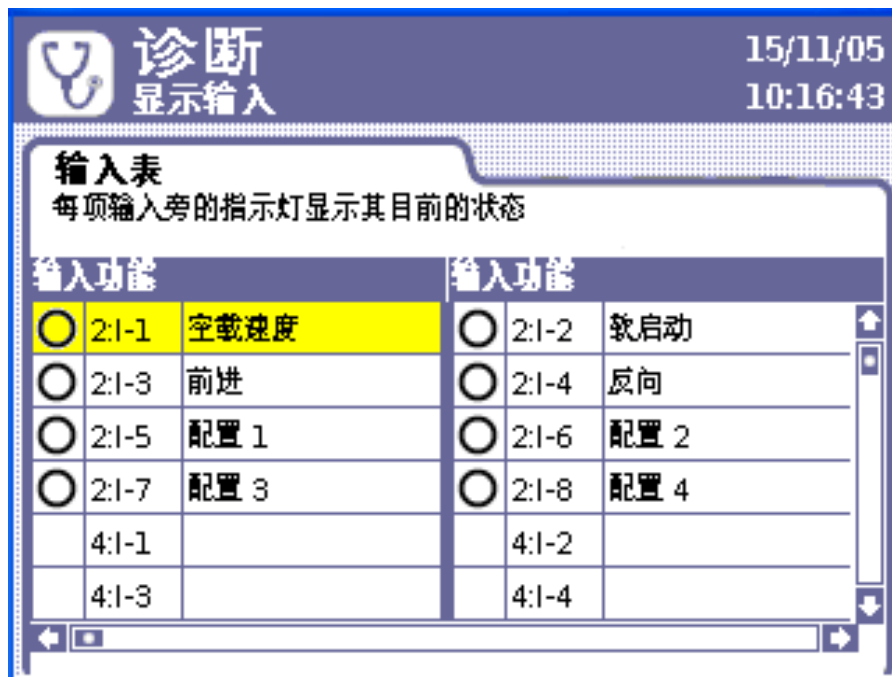 诊断
15/11/05
显示输入
10:16:43
输入表
每项输入旁的指示灯显示其目前的状态
输入功能 输入功能
2:I-1 空载速度 2:I-2 软启动
2:I-3 前进 2:I-4 反向
2:I-5 配置 1 2:I-6 配置 2
2:I-7 配置 3 2:I-8 配置 4
4:I-1 4:I-2
4:I-3 4:I-4